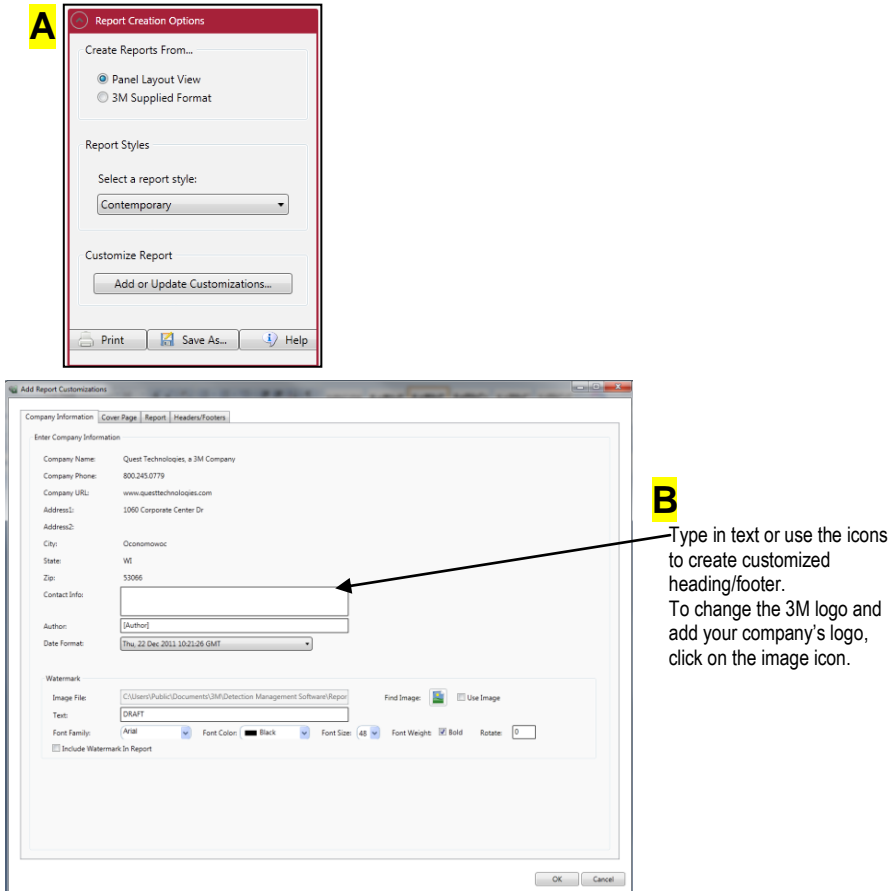 A
Report Creation Options
Create Reports From...
Panel Layout View
3M Supplied Format
Report Styles
Select a report style:
Contemporary
Customize Report
Add or Update Customizations...
Print Save As... Help
Add Report Customizations
Company Information Cover Page Report Headers/Footers
Enter Company Information
Company Name: Quest Technologies, a 3M Company
Company Phone: 800.245.0779
Company URL: www.questtechnologies.com
Address1: 1060 Corporate Center Dr
Address2:
City: Oconomowoc
State: WI
Zip: 53066
Contact Info:
Author: [Author]
Date Format: Thu, 22 Dec 2011 10:21:26 GMT
Watermark
Image File: C:\Users\Public\Documents\3M\Detection Management Software\Repor Find Image: Use Image
Text: DRAFT
Font Family: Arial Font Color: Black Font Size: 48 Font Weight: Bold Rotate: 0
Include Watermark In Report
OK Cancel
B
Type in text or use the icons
to create customized
heading/footer.
To change the 3M logo and
add your company's logo,
click on the image icon.